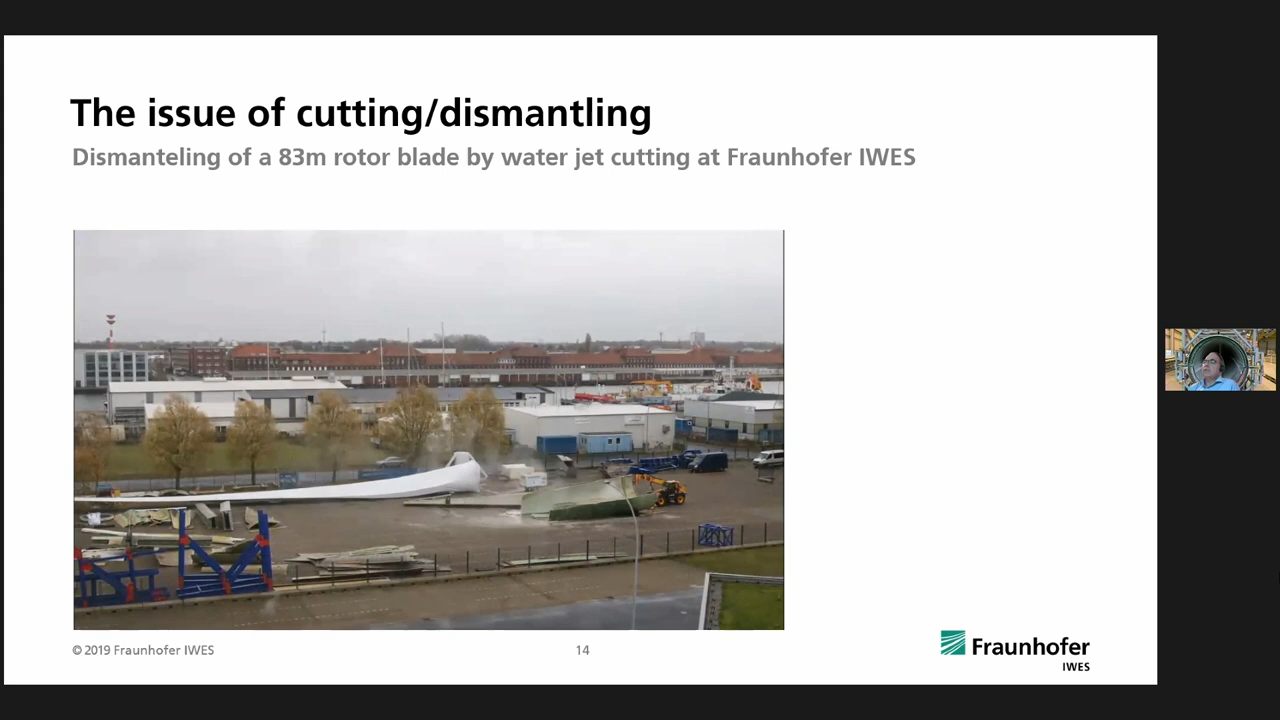 The issue of cutting/dismantling
Dismanteling of a 83m rotor blade by water jet cutting at Fraunhofer IWES
© 2019 Fraunhofer IWES
14
Fraunhofer
IWES